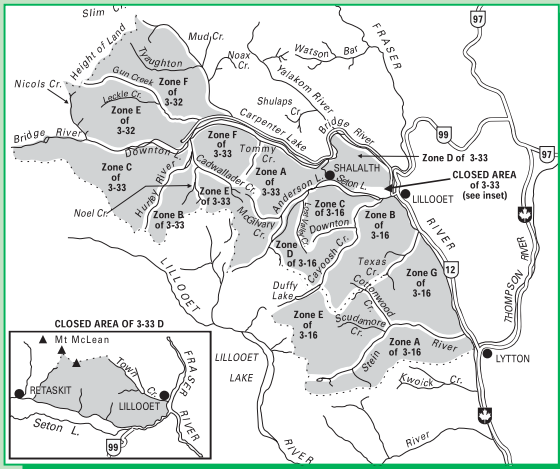 Slim Cr.
Height of Land
Mud Cr.
Tyaughton
Noax
Cr.
Watson Bar
FRASER
97
Gun Creek
Zone F
of
3-32
Nicols Cr.
Leckie Cr.
Zone E
of
3-32
Yalakom River
Shulaps
Cr.
Carpenter Lake
Bridge River
99
97
Bridge River
Downton L.
Zone F
of
3-33
Tommy
Cr.
Zone D of 3-33
SHALALTH
Zone C
of
3-33
Hurley River
Cadwallader Cr.
Zone A
of
3-33
Anderson L.
Seton L.
CLOSED AREA
of 3-33
(see inset)
LILLOOET
Zone E
of
3-33
Noel Cr.
Zone B
of 3-33
McGilvary
Cr.
Lost Valley Cr.
Zone C
of 3-16
Downton
Zone B
of
3-16
RIVER
Zone
D
of 3-16
Cayoosh Cr.
LILLOOET
Texas
Cr.
12
THOMPSON RIVER
Duffy
Lake
Cottonwood
Cr.
Zone G
of
3-16
Zone E
of
3-16
Scudamore
Cr.
Zone A
of 3-16
River
Stein
LYTTON
CLOSED AREA OF 3-33 D
Mt McLean
Town
Cr.
FRASER
RETASKIT
LILLOOET
Seton L.
RIVER
99
LILLOOET
LAKE
Kwoick Cr.
RIVER
River